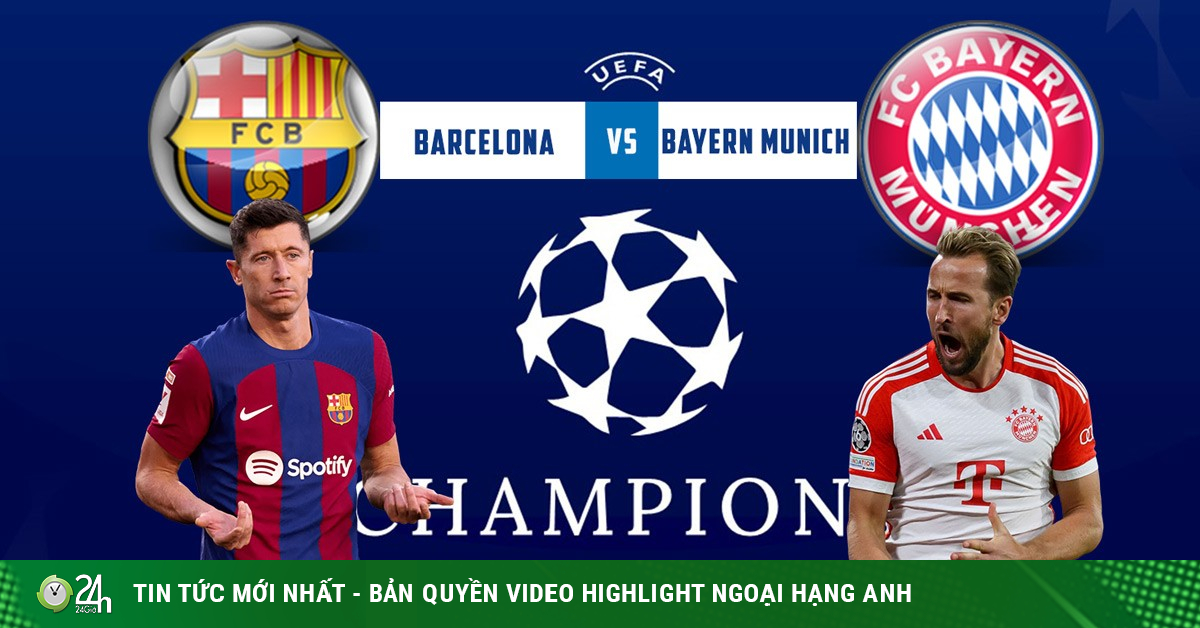 UEFA
FCB
BARCELONA VS BAYERN MUNICH
FC BAYERN
MÜNCHEN
Spotify
T
CHAMPION
24h
24Giờ
TIN TỨC MỚI NHẤT - BẢN QUYỀN VIDEO HIGHLIGHT NGOẠI HẠNG ANH